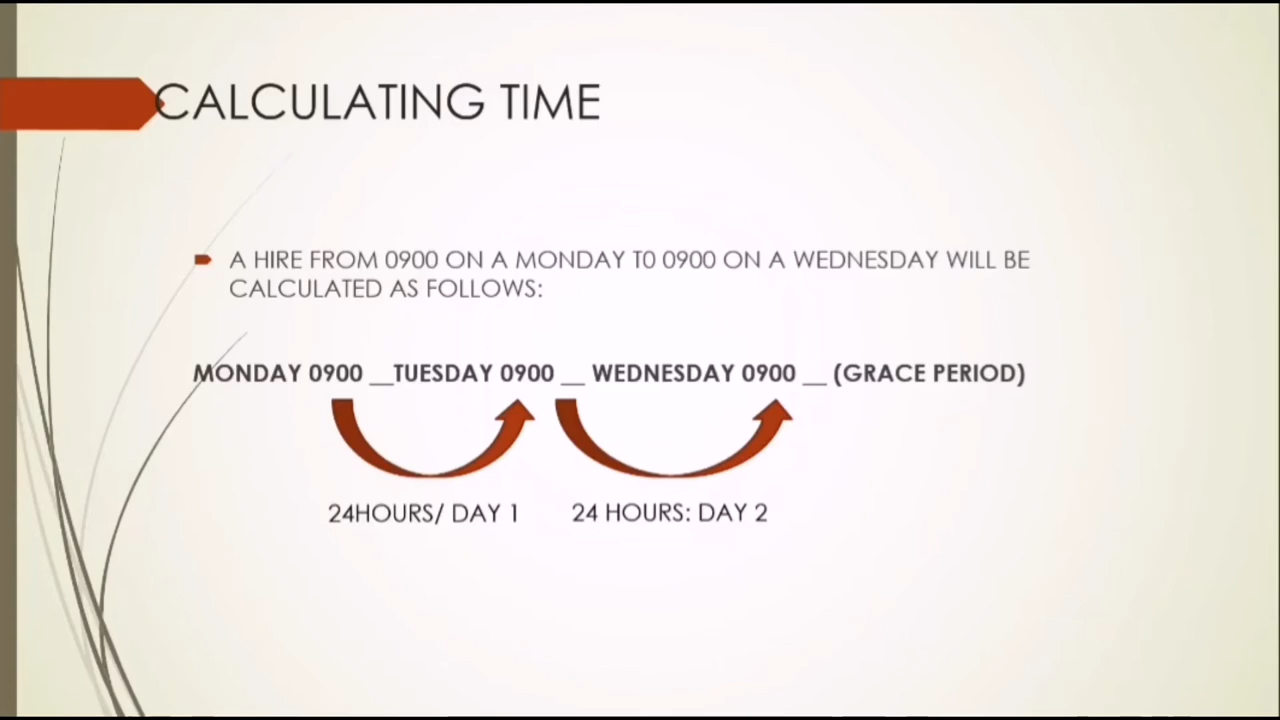 CALCULATING TIME
A HIRE FROM 0900 ON A MONDAY T0 0900 ON A WEDNESDAY WILL BE
CALCULATED AS FOLLOWS:
MONDAY 0900 __TUESDAY 0900 __ WEDNESDAY 0900 __ (GRACE PERIOD)
24HOURS/ DAY 1 24 HOURS: DAY 2